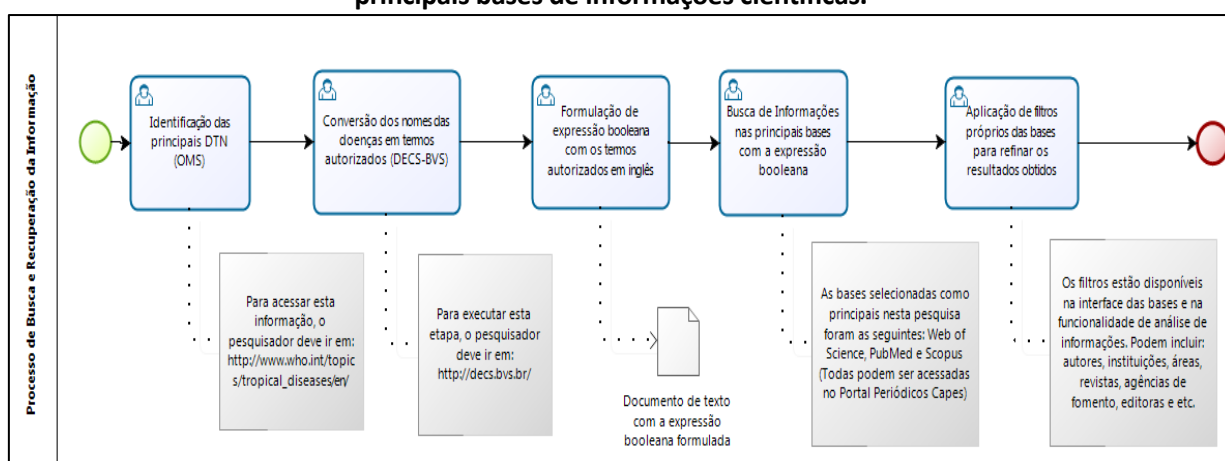 principais bases de informações científicas.
Processo de Busca e Recuperação da Informação
Identificação das
principais DTN
(OMS)
Conversão dos nomes das
doenças em termos
autorizados (DECS-BVS)
Formulação de
expressão booleana
com os termos
autorizados em inglês
Busca de Informações
nas principais bases
com a expressão
booleana
Aplicação de filtros
próprios das bases
para refinar os
resultados obtidos
Para acessar esta
informação, o
pesquisador deve ir em:
http://www.who.int/topic
s/tropical_diseases/en/
Para executar esta
etapa, o pesquisador
deve ir em:
http://decs.bvs.br/
Documento de texto
com a expressão
booleana formulada
As bases selecionadas como
principais nesta pesquisa
foram as seguintes: Web of
Science, PubMed e Scopus
(Todas podem ser acessadas
no Portal Periódicos Capes)
Os filtros estão disponíveis
na interface das bases e na
funcionalidade de análise de
informações. Podem incluir:
autores, instituições, áreas,
revistas, agências de
fomento, editoras e etc.